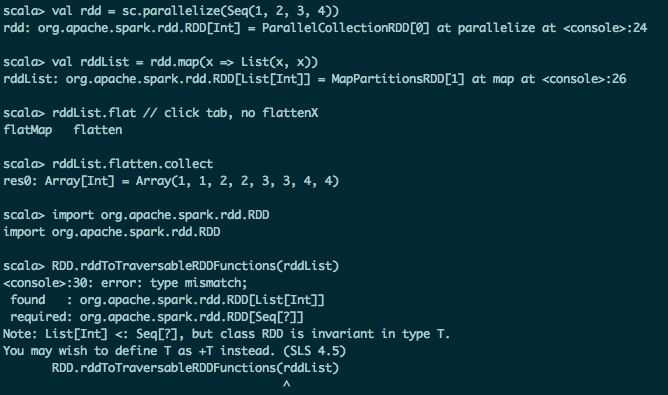 scala> val rdd = sc.parallelize(Seq(1, 2, 3, 4))
rdd: org.apache.spark.rdd.RDD[Int] = ParallelCollectionRDD[0] at parallelize at <console>:24
scala> val rddList = rdd.map(x => List(x, x))
rddList: org.apache.spark.rdd.RDD[List[Int]] = MapPartitionsRDD[1] at map at <console>:26
scala> rddList.flat // click tab, no flattenX
flatMap   flatten
scala> rddList.flatten.collect
res0: Array[Int] = Array(1, 1, 2, 2, 3, 3, 4, 4)
scala> import org.apache.spark.rdd.RDD
import org.apache.spark.rdd.RDD
scala> RDD.rddToTraversableRDDFunctions(rddList)
<console>:30: error: type mismatch;
 found   : org.apache.spark.rdd.RDD[List[Int]]
 required: org.apache.spark.rdd.RDD[Seq[?]]
Note: List[Int] <: Seq[?], but class RDD is invariant in type T.
You may wish to define T as +T instead. (SLS 4.5)
       RDD.rddToTraversableRDDFunctions(rddList)
                                        ^